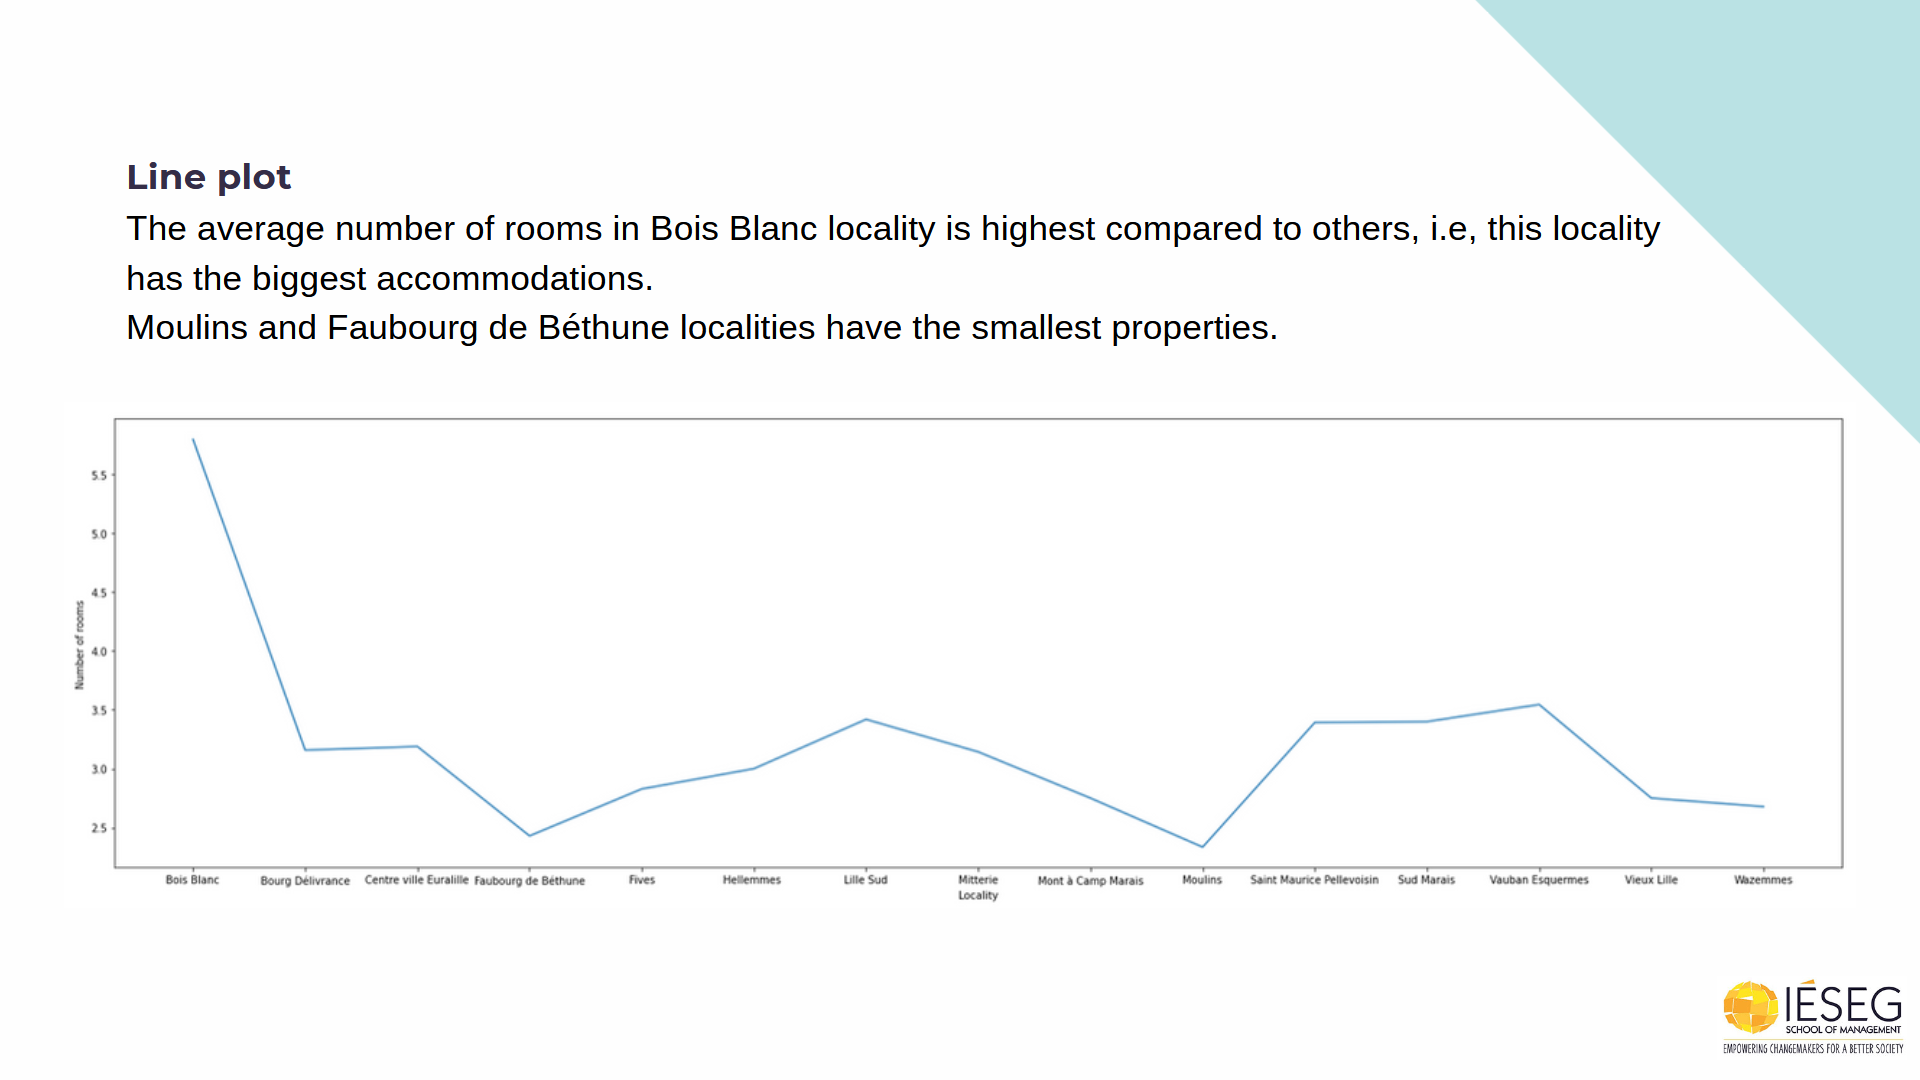 Line plot
The average number of rooms in Bois Blanc locality is highest compared to others, i.e, this locality
has the biggest accommodations.
Moulins and Faubourg de Béthune localities have the smallest properties.
5.5
5.0
4.5
4.0
3.5
3.0
2.5
Number of rooms
Bois Blanc Bourg Délivrance Centre ville Euralille Faubourg de Béthune Fives Hellemmes Lille Sud Mitterie Mont à Camp Marais Moulins Saint Maurice Pellevoisin Sud Marais Vauban Esquermes Vieux Lille Wazemmes
Locality
IÉSEG
SCHOOL OF MANAGEMENT
EMPOWERING CHANGEMAKERS FOR A BETTER SOCIETY